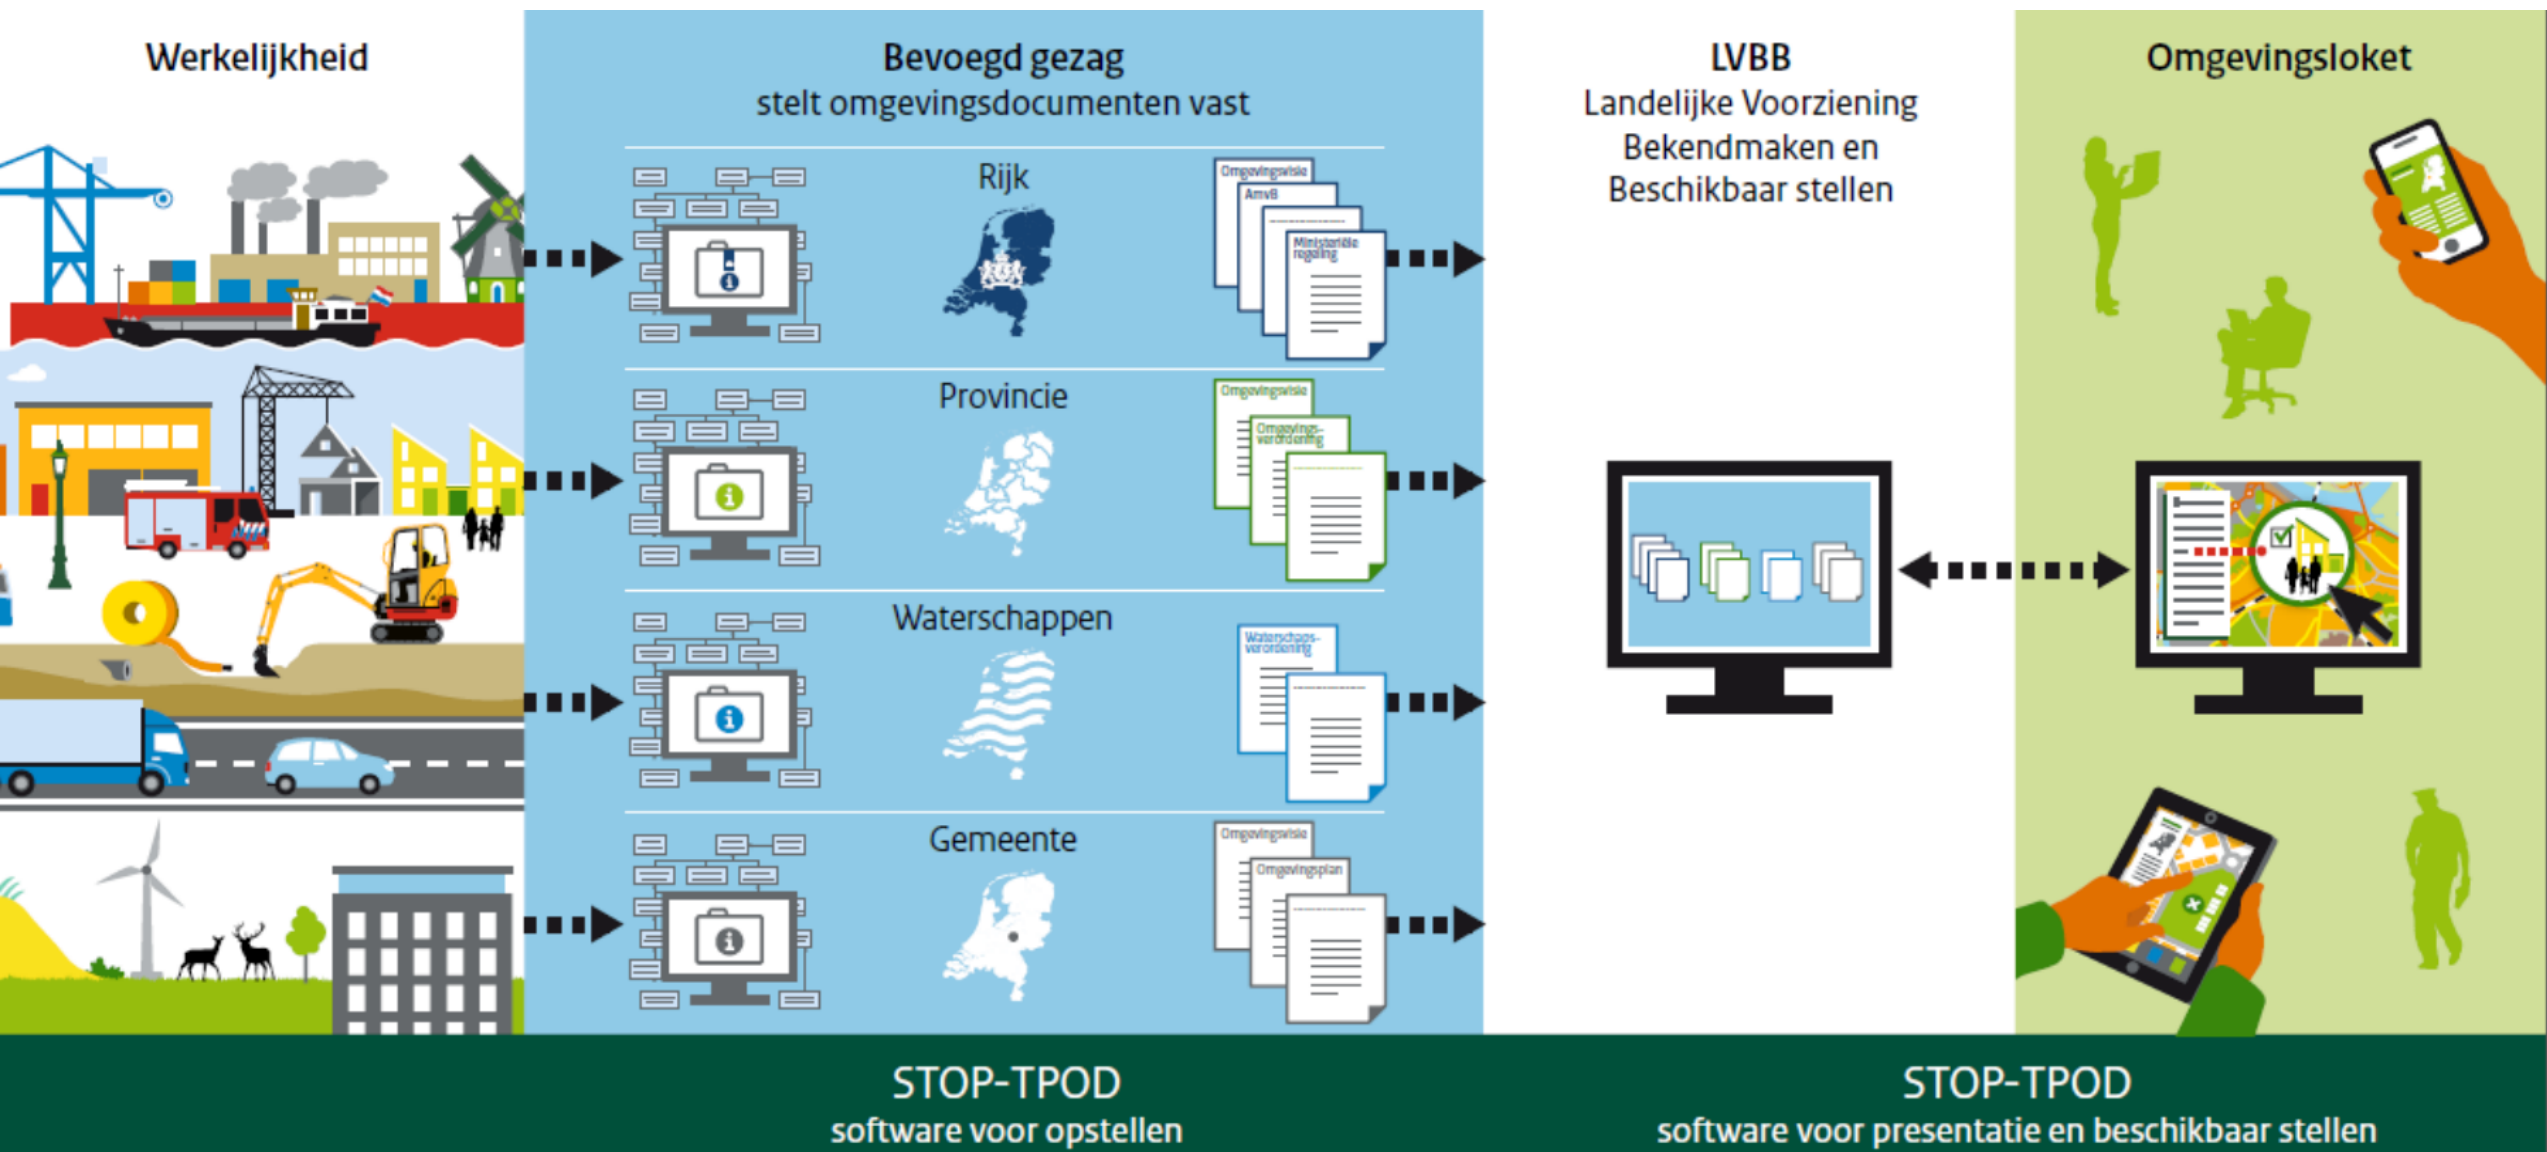 Werkelijkheid
Bevoegd gezag
stelt omgevingsdocumenten vast
Rijk
Omgevingsvisie
AmvB
Ministeriële
regeling
Provincie
Omgevingsvisie
Omgevings-
verordening
Waterschappen
Waterschaps-
verordening
Gemeente
Omgevingsvisie
Omgevingsplan
LVBB
Landelijke Voorziening
Bekendmaken en
Beschikbaar stellen
Omgevingsloket
STOP-TPOD
software voor opstellen
STOP-TPOD
software voor presentatie en beschikbaar stellen